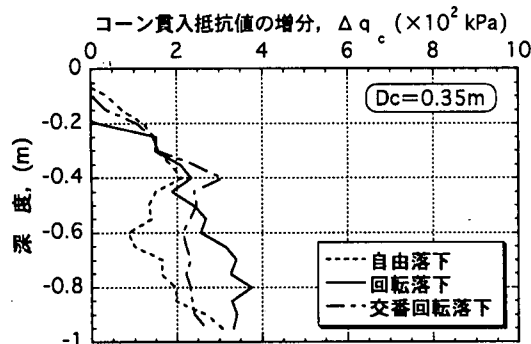 コーン貫入抵抗値の増分, Δq c (×10² kPa)
0 2 4 6 8 10
0
-0.2
-0.4
-0.6
-0.8
-1
深 度, (m)
Dc=0.35m
自由落下
回転落下
交番回転落下